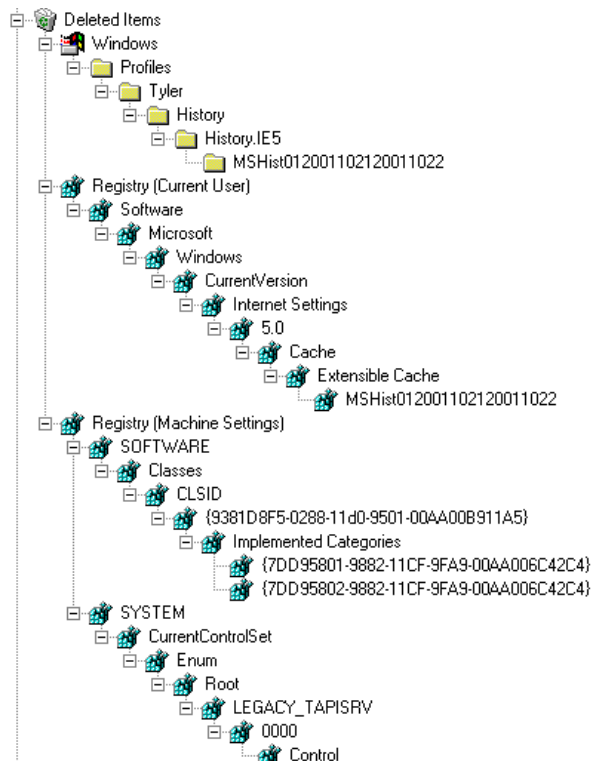 Deleted Items
Windows
Profiles
Tyler
History
History.IE5
MSHist012001102120011022
Registry (Current User)
Software
Microsoft
Windows
CurrentVersion
Internet Settings
5.0
Cache
Extensible Cache
MSHist012001102120011022
Registry (Machine Settings)
SOFTWARE
Classes
CLSID
{9381D8F5-0288-11d0-9501-00AA00B911A5}
Implemented Categories
{7DD95801-9882-11CF-9FA9-00AA006C42C4}
{7DD95802-9882-11CF-9FA9-00AA006C42C4}
SYSTEM
CurrentControlSet
Enum
Root
LEGACY_TAPISRV
0000
Control